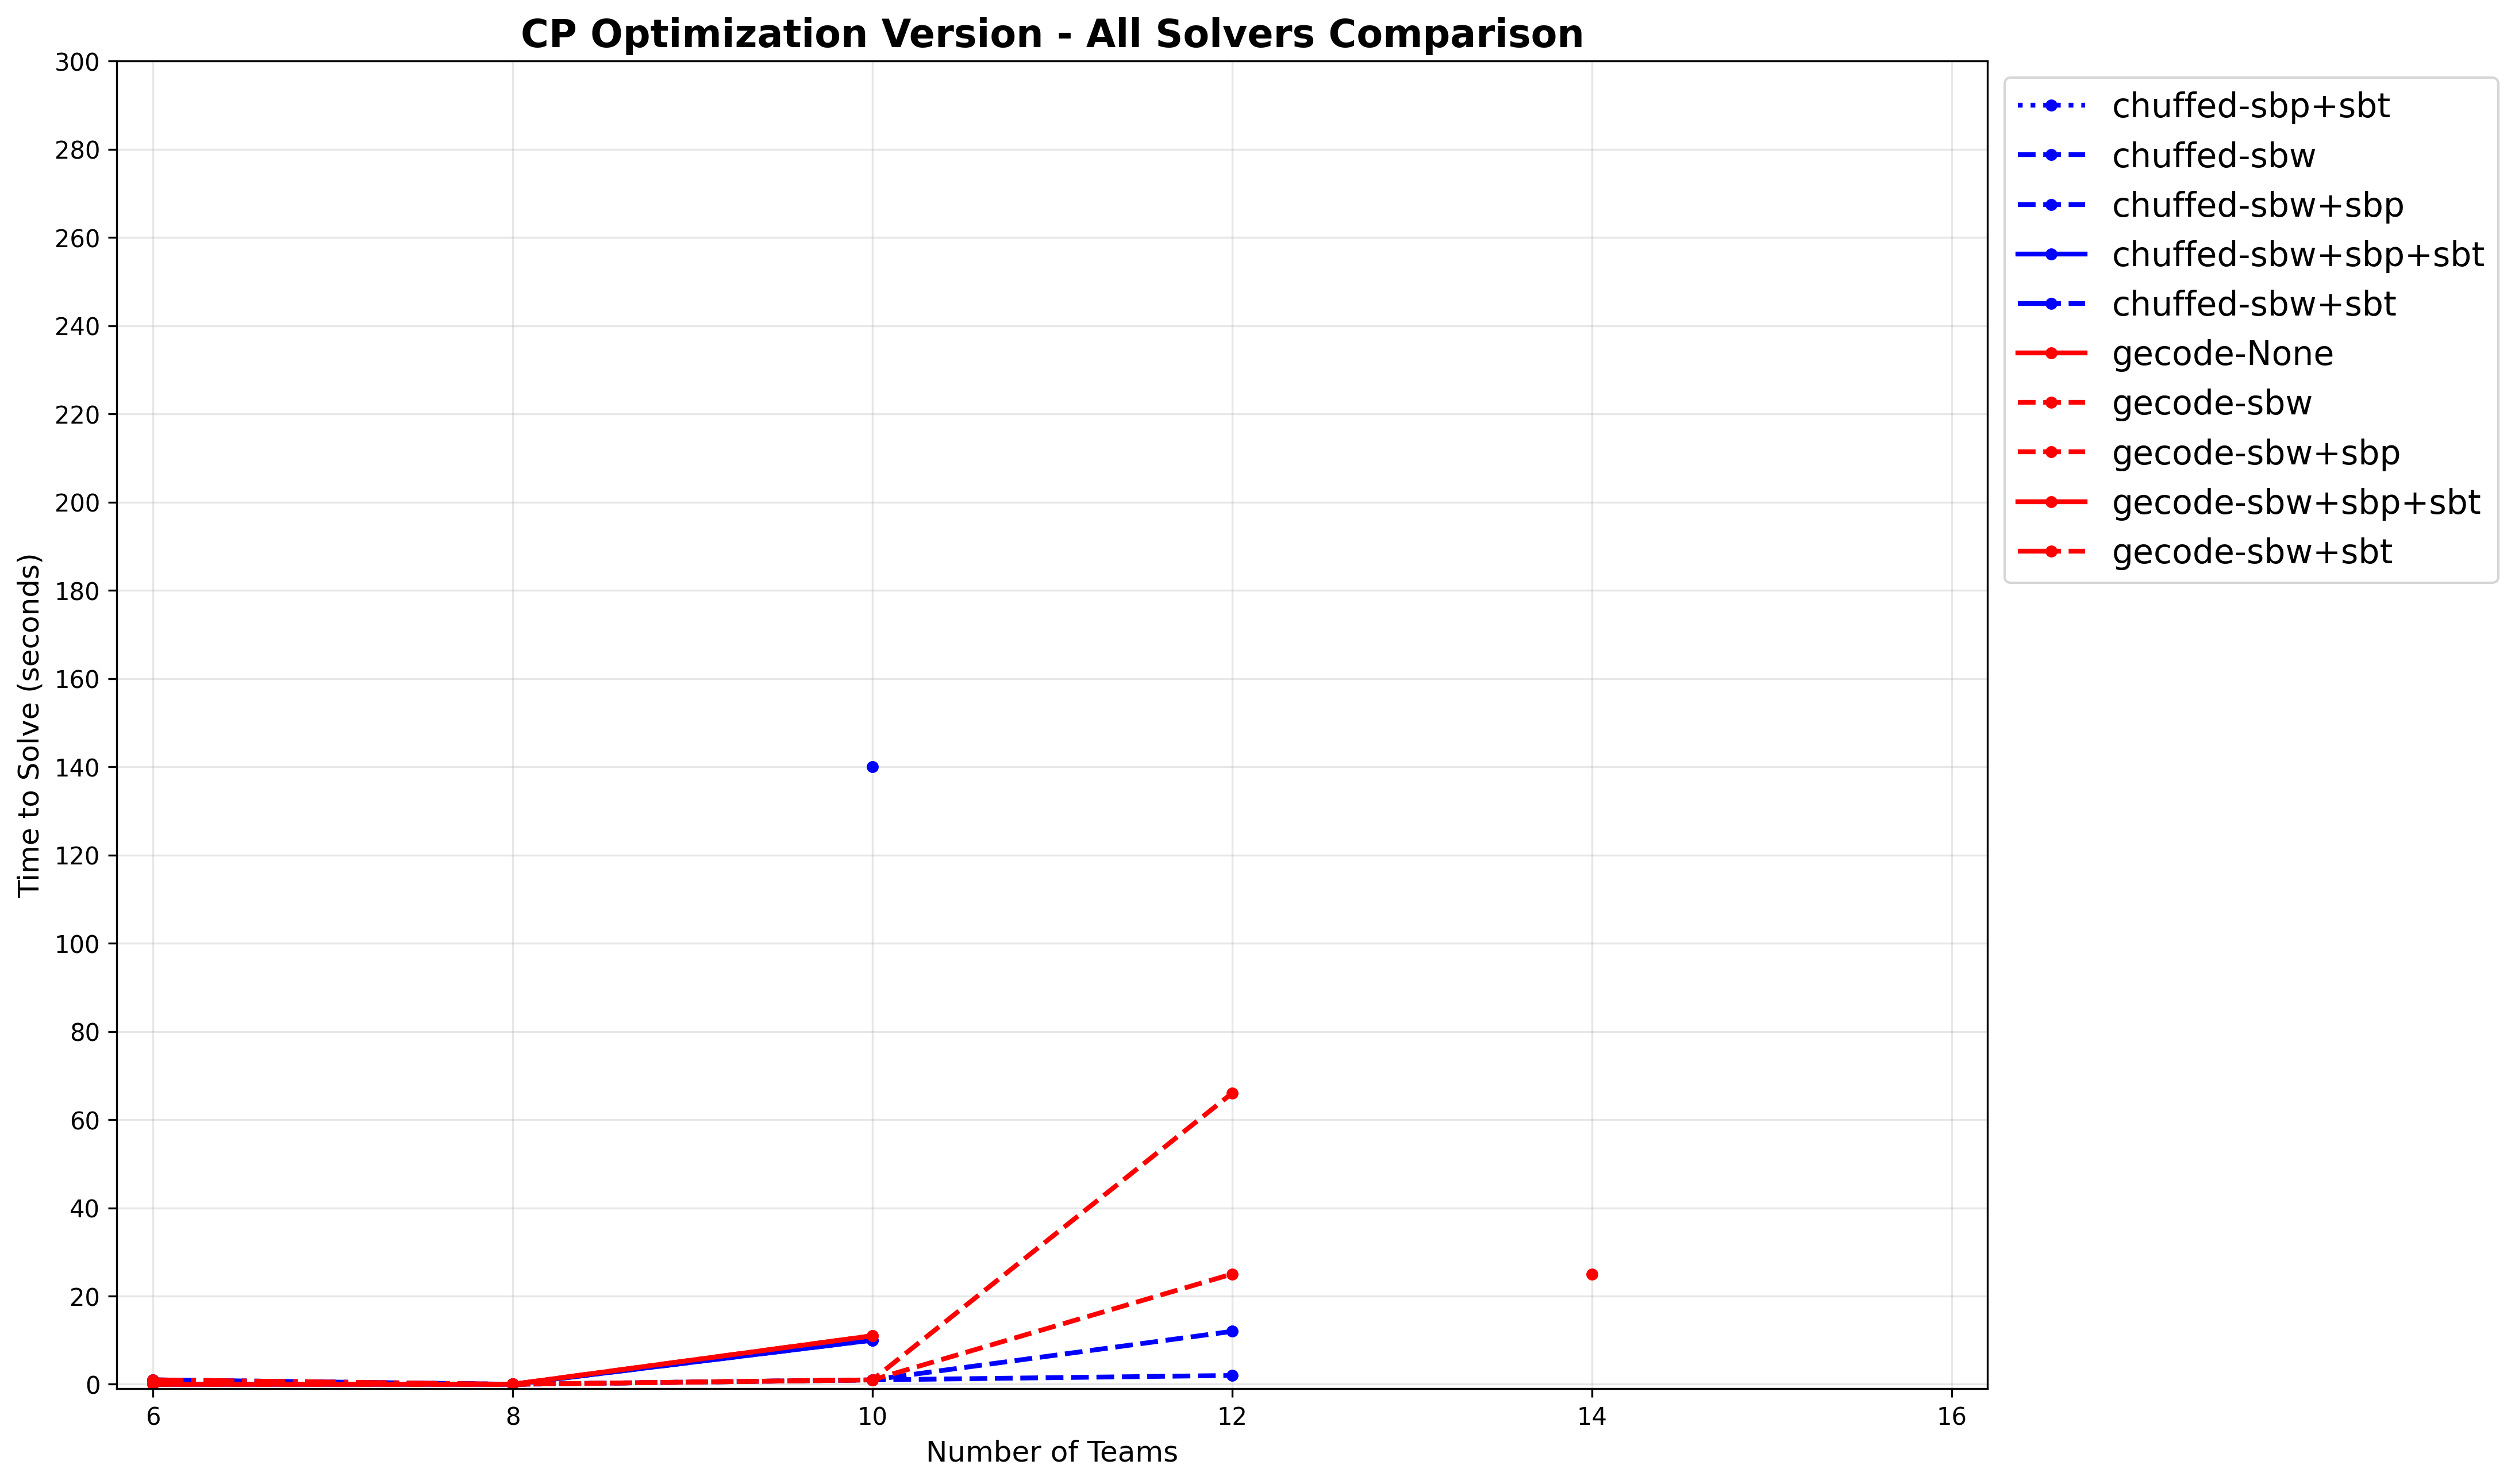 CP Optimization Version - All Solvers Comparison
300
280
260
240
220
200
180
160
140
120
100
80
60
40
20
0
Time to Solve (seconds)
6 8 10 12 14 16
Number of Teams
chuffed-sbp+sbt
chuffed-sbw
chuffed-sbw+sbp
chuffed-sbw+sbp+sbt
chuffed-sbw+sbt
gecode-None
gecode-sbw
gecode-sbw+sbp
gecode-sbw+sbp+sbt
gecode-sbw+sbt